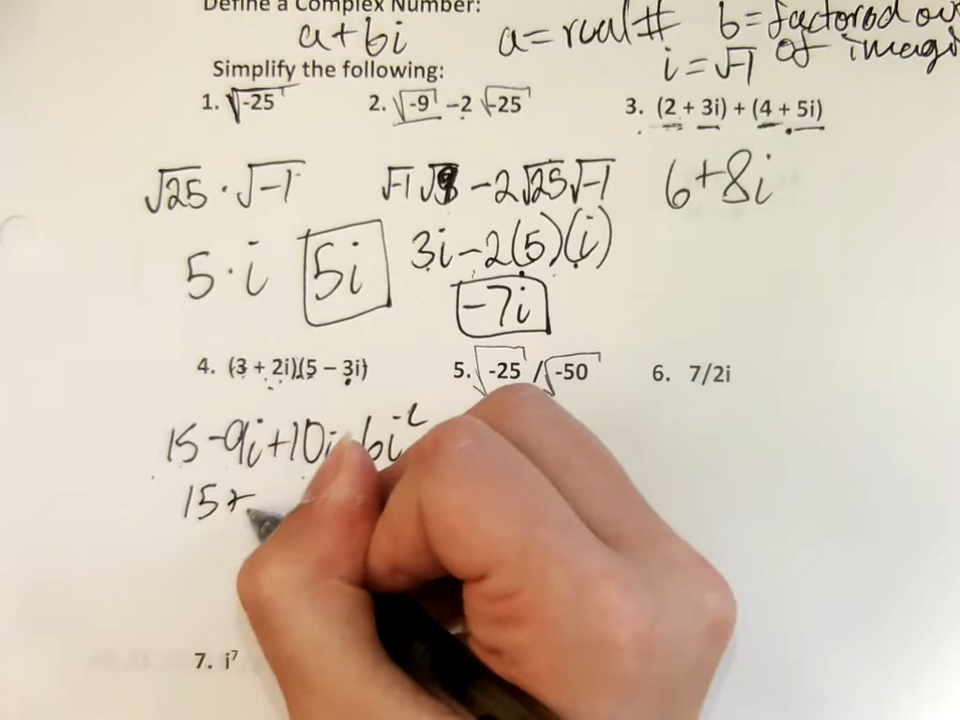 Define a Complex Number:
a+bi a=real# b=factored out
i=√-1 of imagi
Simplify the following:
1. √-25 2. √-9 -2 √-25 3. (2 + 3i) + (4 + 5i)
√25 · √-1 √-1 √9 -2√25√-1 6+8i
5·i 5i 3i-2(5)(i)
-7i
4. (3 + 2i)(5 – 3i) 5. √-25 /√-50 6. 7/2i
15-9i+10i 6i²
15+
7. i⁷